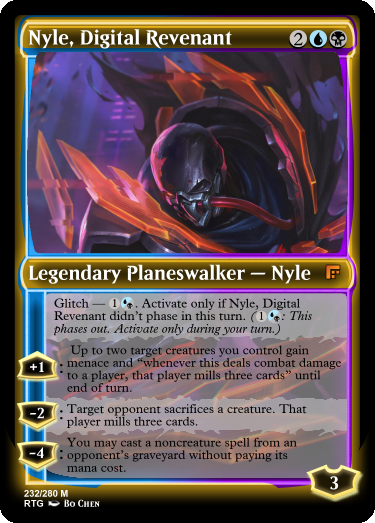 Nyle, Digital Revenant 2
Legendary Planeswalker — Nyle
Glitch — 1 . Activate only if Nyle, Digital
Revenant didn't phase in this turn. (1 : This
phases out. Activate only during your turn.)
+1 : Up to two target creatures you control gain
menace and "whenever this deals combat damage
to a player, that player mills three cards" until
end of turn.
-2 : Target opponent sacrifices a creature. That
player mills three cards.
-4 : You may cast a noncreature spell from an
opponent's graveyard without paying its
mana cost.
3
232/280 M
RTG Bo Chen